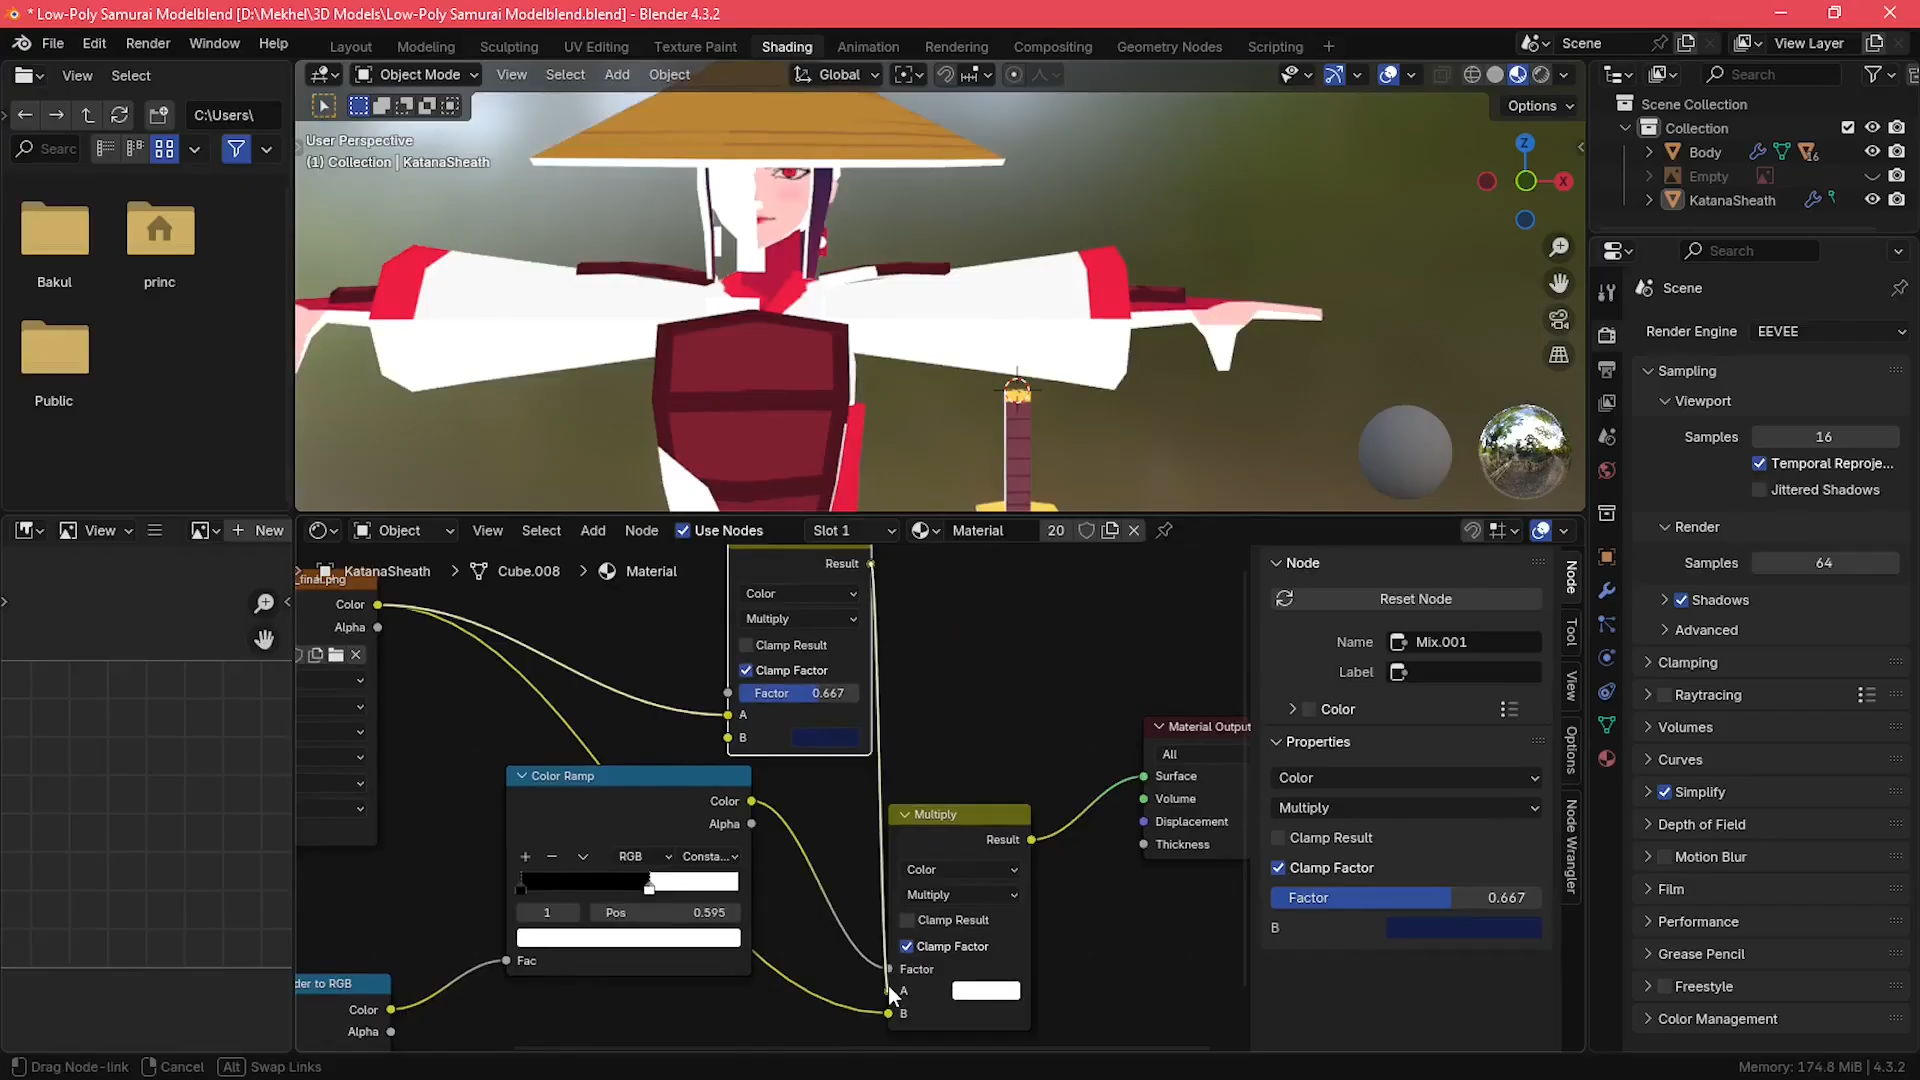 * Low-Poly Samurai Modelblend [D:\Mekhel\3D Models\Low-Poly Samurai Modelblend.blend] - Blender 4.3.2
File Edit Render Window Help
Layout Modeling Sculpting UV Editing Texture Paint Shading Animation Rendering Compositing Geometry Nodes Scripting +
Scene
View Layer
View Select
Object Mode View Select Add Object
Global
Search
C:\Users\
Options
Searc
User Perspective
(1) Collection | KatanaSheath
Z
X
Scene Collection
Collection
Body 16
Empty
KatanaSheath
Bakul
princ
Public
Search
Scene
Render Engine EEVEE
Sampling
Viewport
Samples 16
Temporal Reproje...
Jittered Shadows
Render
Samples 64
Shadows
Advanced
Clamping
Raytracing
Volumes
Curves
Simplify
Depth of Field
Motion Blur
Film
Performance
Grease Pencil
Freestyle
Color Management
View + New
Object View Select Add Node Use Nodes Slot 1 Material 20
KatanaSheath > Cube.008 > Material
_final.png
Color
Alpha
Result
Color
Multiply
Clamp Result
Clamp Factor
Factor 0.667
A
B
Color Ramp
Color
Alpha
+ − RGB Consta...
1 Pos 0.595
Fac
der to RGB
Color
Alpha
Multiply
Result
Color
Multiply
Clamp Result
Clamp Factor
Factor
A
B
Material Output
All
Surface
Volume
Displacement
Thickness
Node
Reset Node
Name Mix.001
Label
Color
Properties
Color
Multiply
Clamp Result
Clamp Factor
Factor 0.667
B
Node
Tool
View
Options
Node Wrangler
Drag Node-link Cancel Alt Swap Links
Memory: 174.8 MiB | 4.3.2